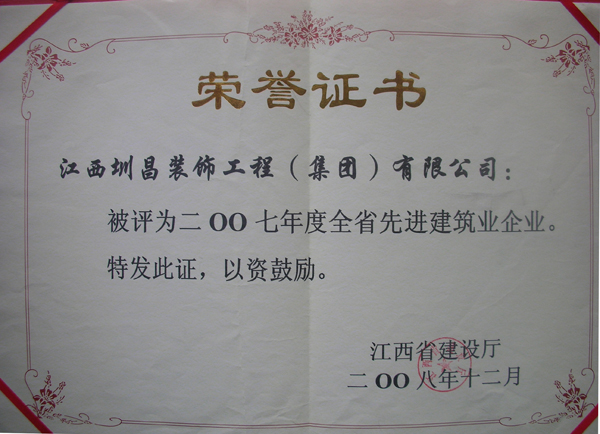 荣誉证书
江西圳昌装饰工程（集团）有限公司：
被评为二OO七年度全省先进建筑业企业。
特发此证，以资鼓励。
江西省建设厅
二OO八年十二月